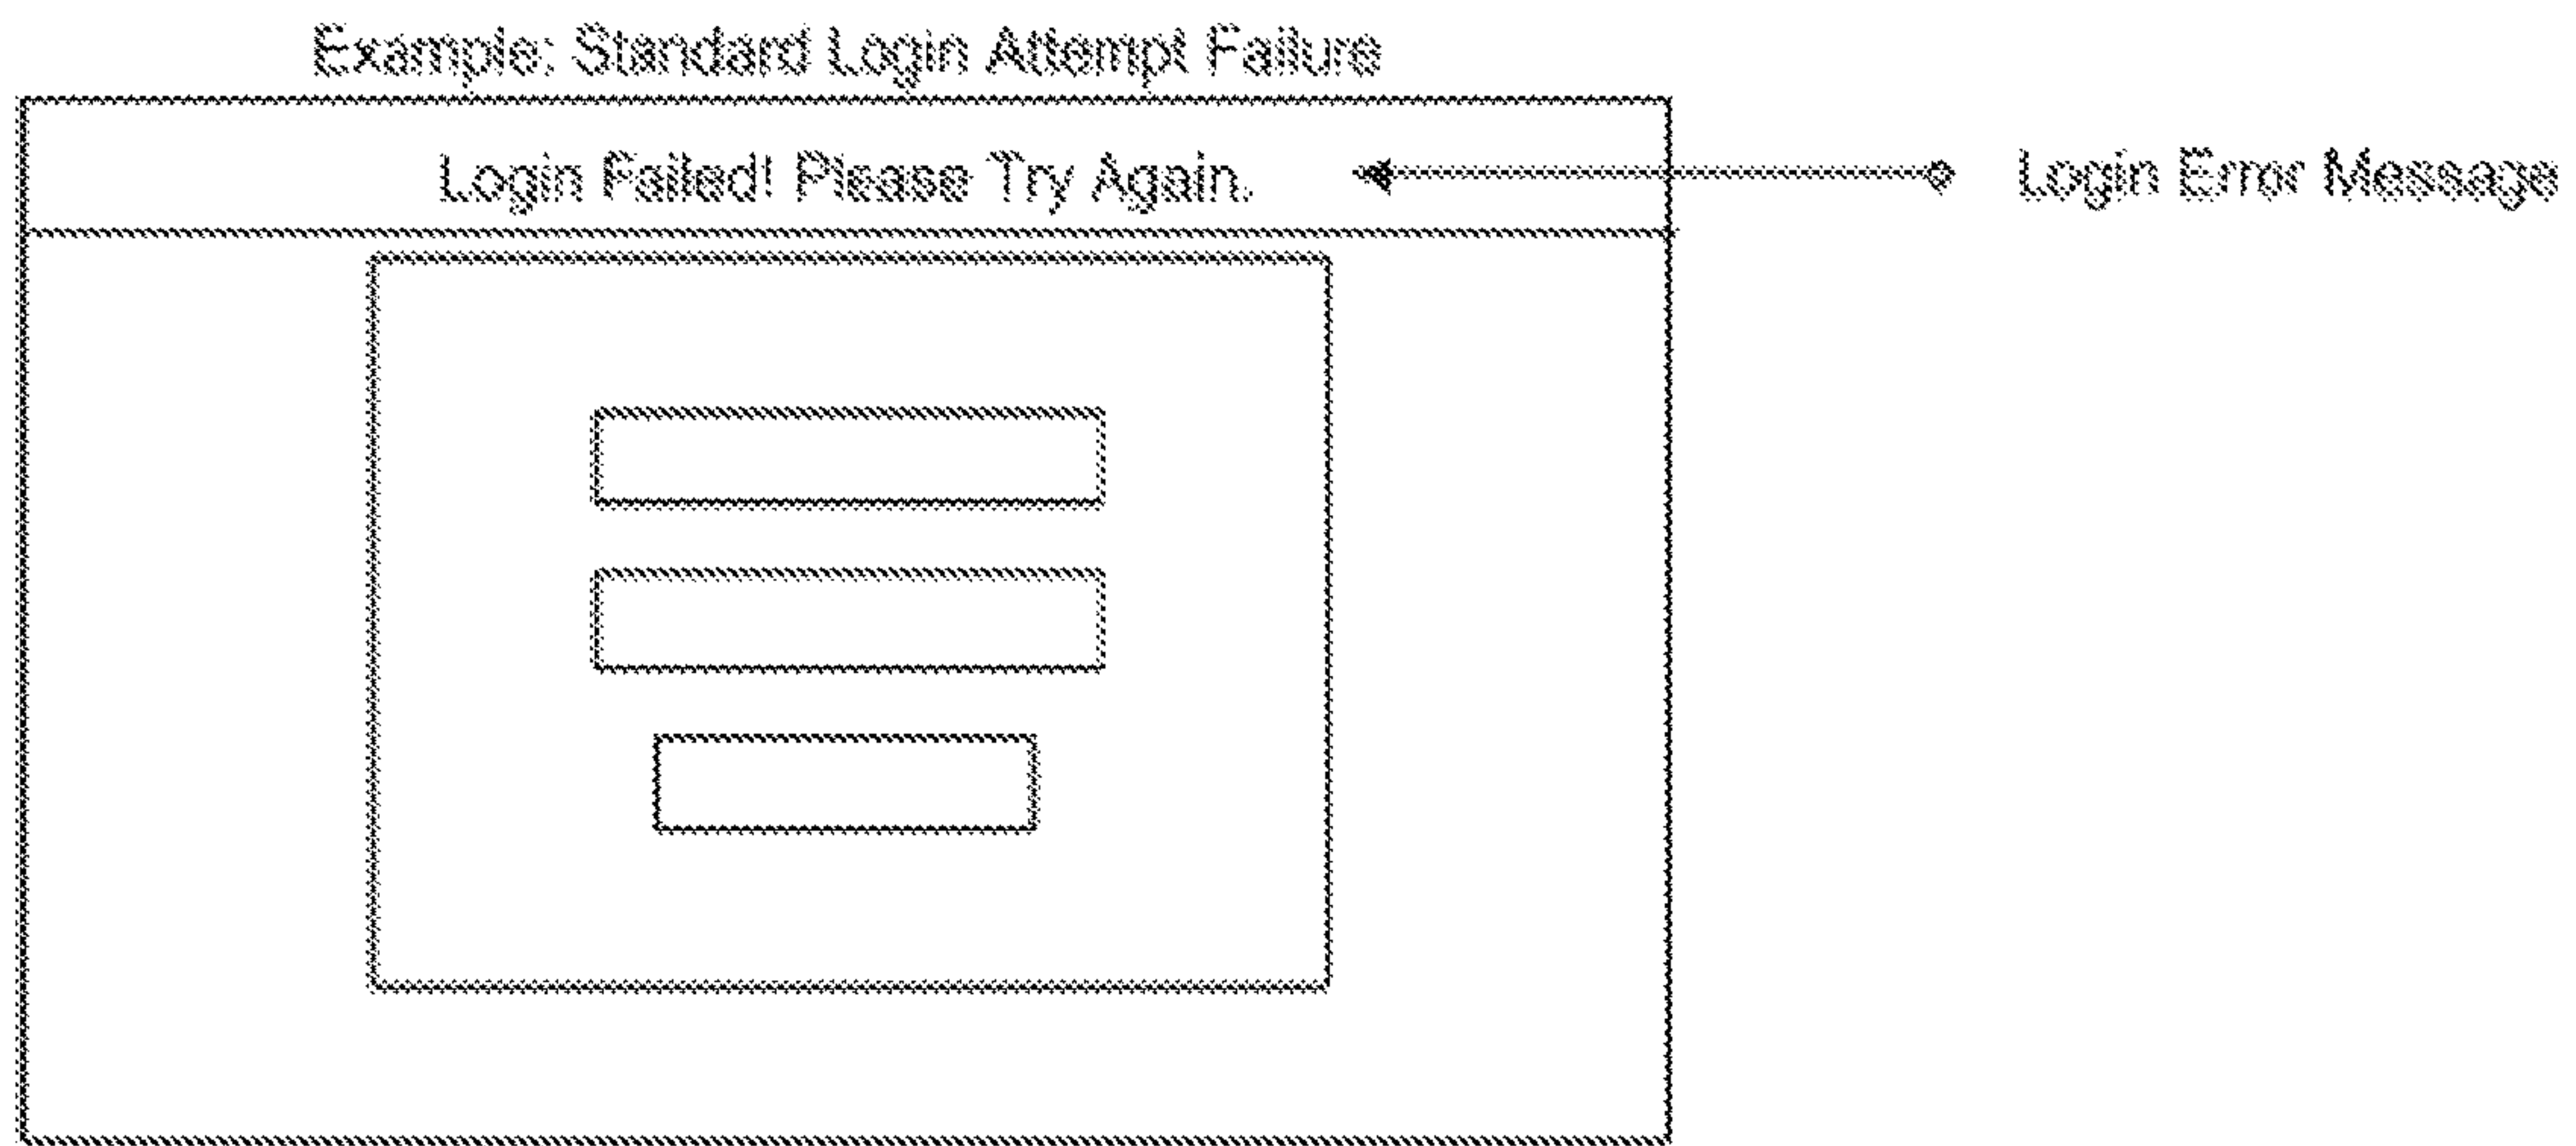 Example: Standard Login Attempt Failure
Login Failed! Please Try Again.
Login Error Message